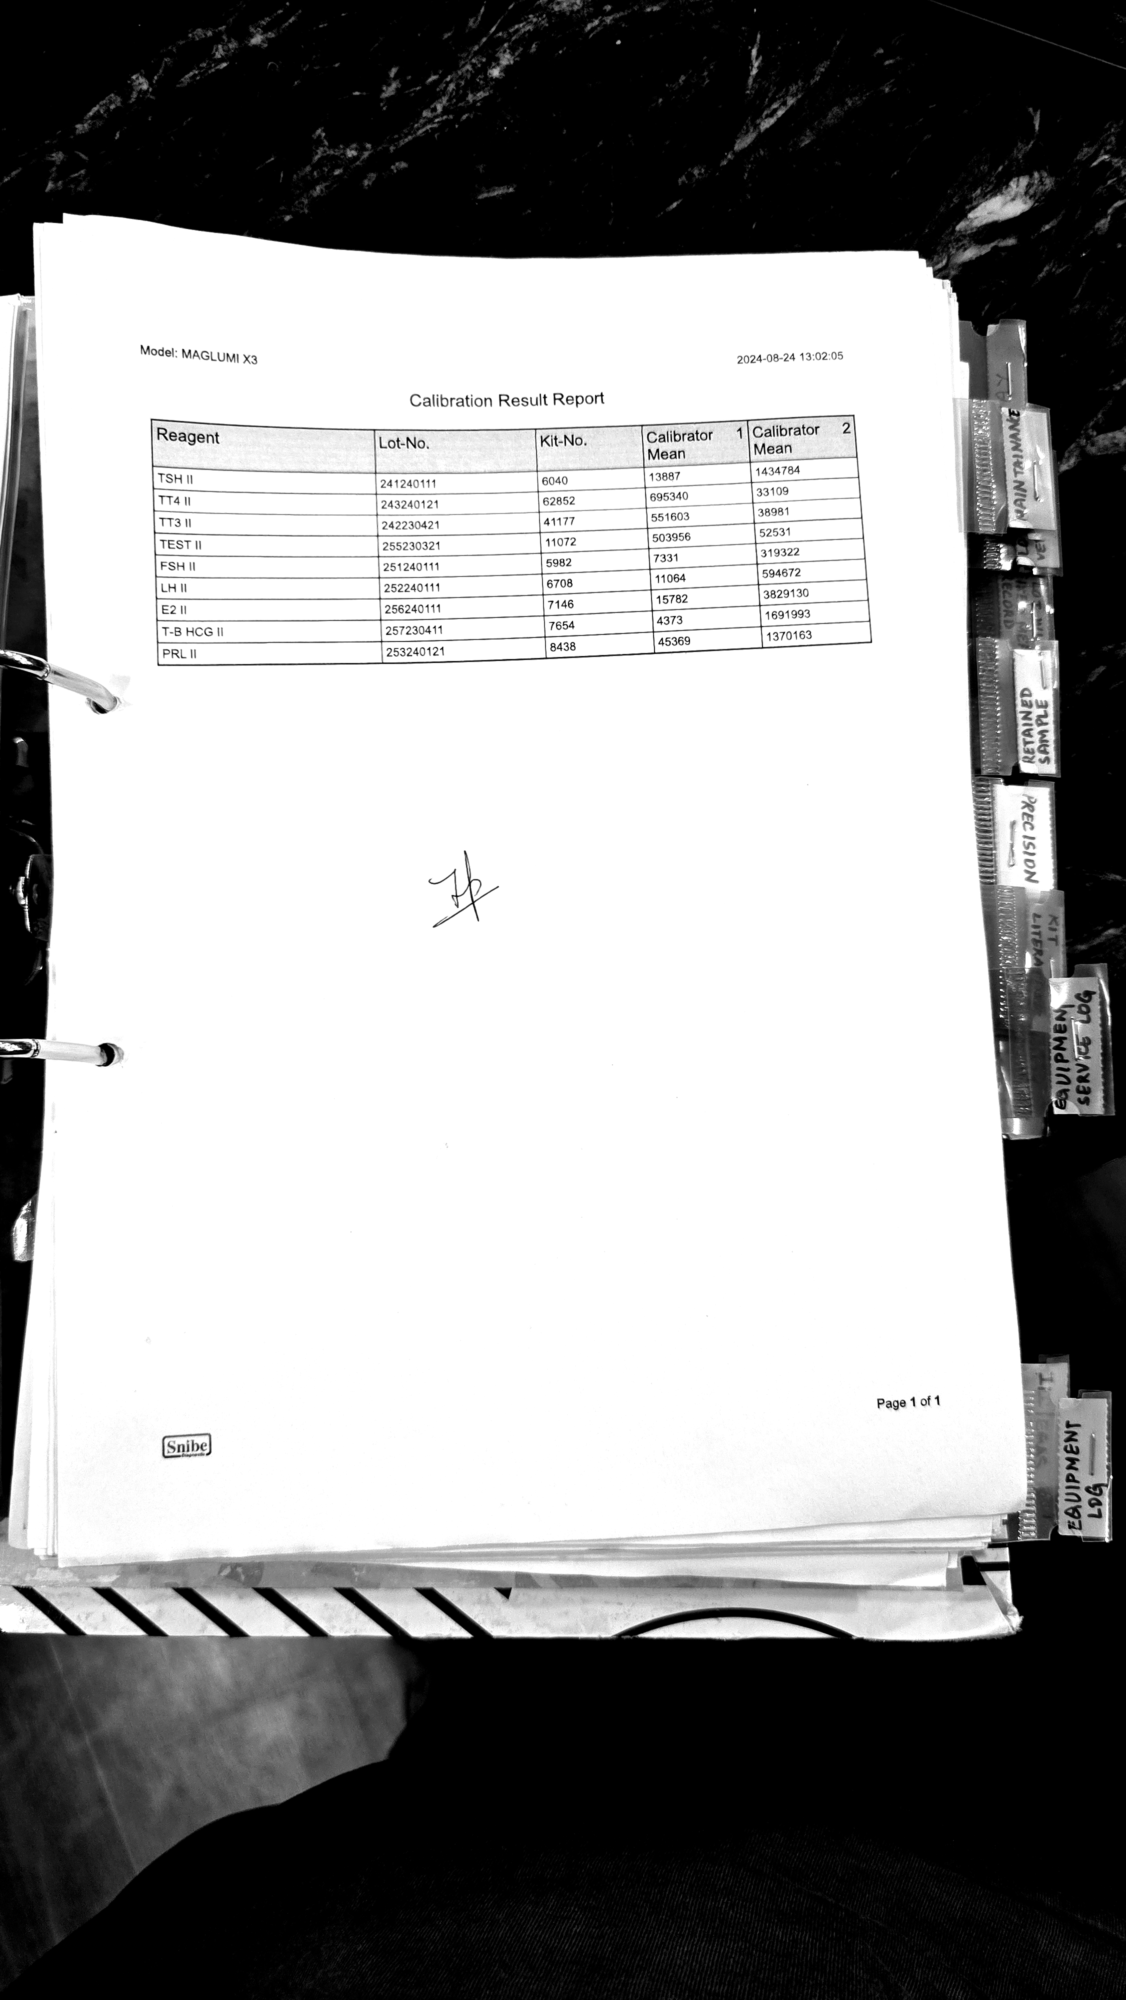 Model: MAGLUMI X3
2024-08-24 13:02:05
Calibration Result Report
Reagent Lot-No. Kit-No. Calibrator 1 Mean Calibrator 2 Mean
TSH II 241240111 6040 13887 1434784
TT4 II 243240121 62852 695340 33109
TT3 II 242230421 41177 551603 38981
TEST II 255230321 11072 503956 52531
FSH II 251240111 5982 7331 319322
LH II 252240111 6708 11064 594672
E2 II 256240111 7146 15782 3829130
T-B HCG II 257230411 7654 4373 1691993
PRL II 253240121 8438 45369 1370163
Page 1 of 1
Snibe
MAINTAINANCE
RETAINED
SAMPLE
PRECISION
KIT
LITERA
EQUIPMENT
SERVICE LOG
EQUIPMENT
LOG